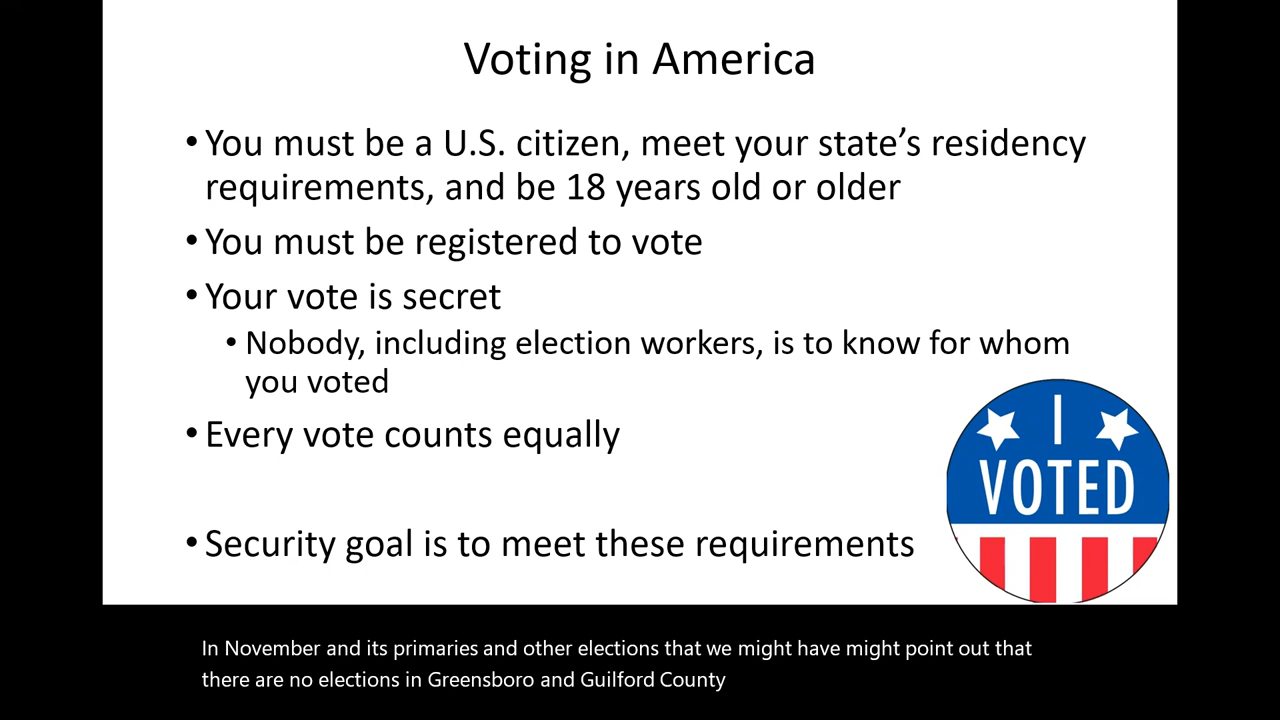 Voting in America
• You must be a U.S. citizen, meet your state’s residency
requirements, and be 18 years old or older
• You must be registered to vote
• Your vote is secret
• Nobody, including election workers, is to know for whom
you voted
• Every vote counts equally
I
VOTED
• Security goal is to meet these requirements
In November and its primaries and other elections that we might have might point out that
there are no elections in Greensboro and Guilford County